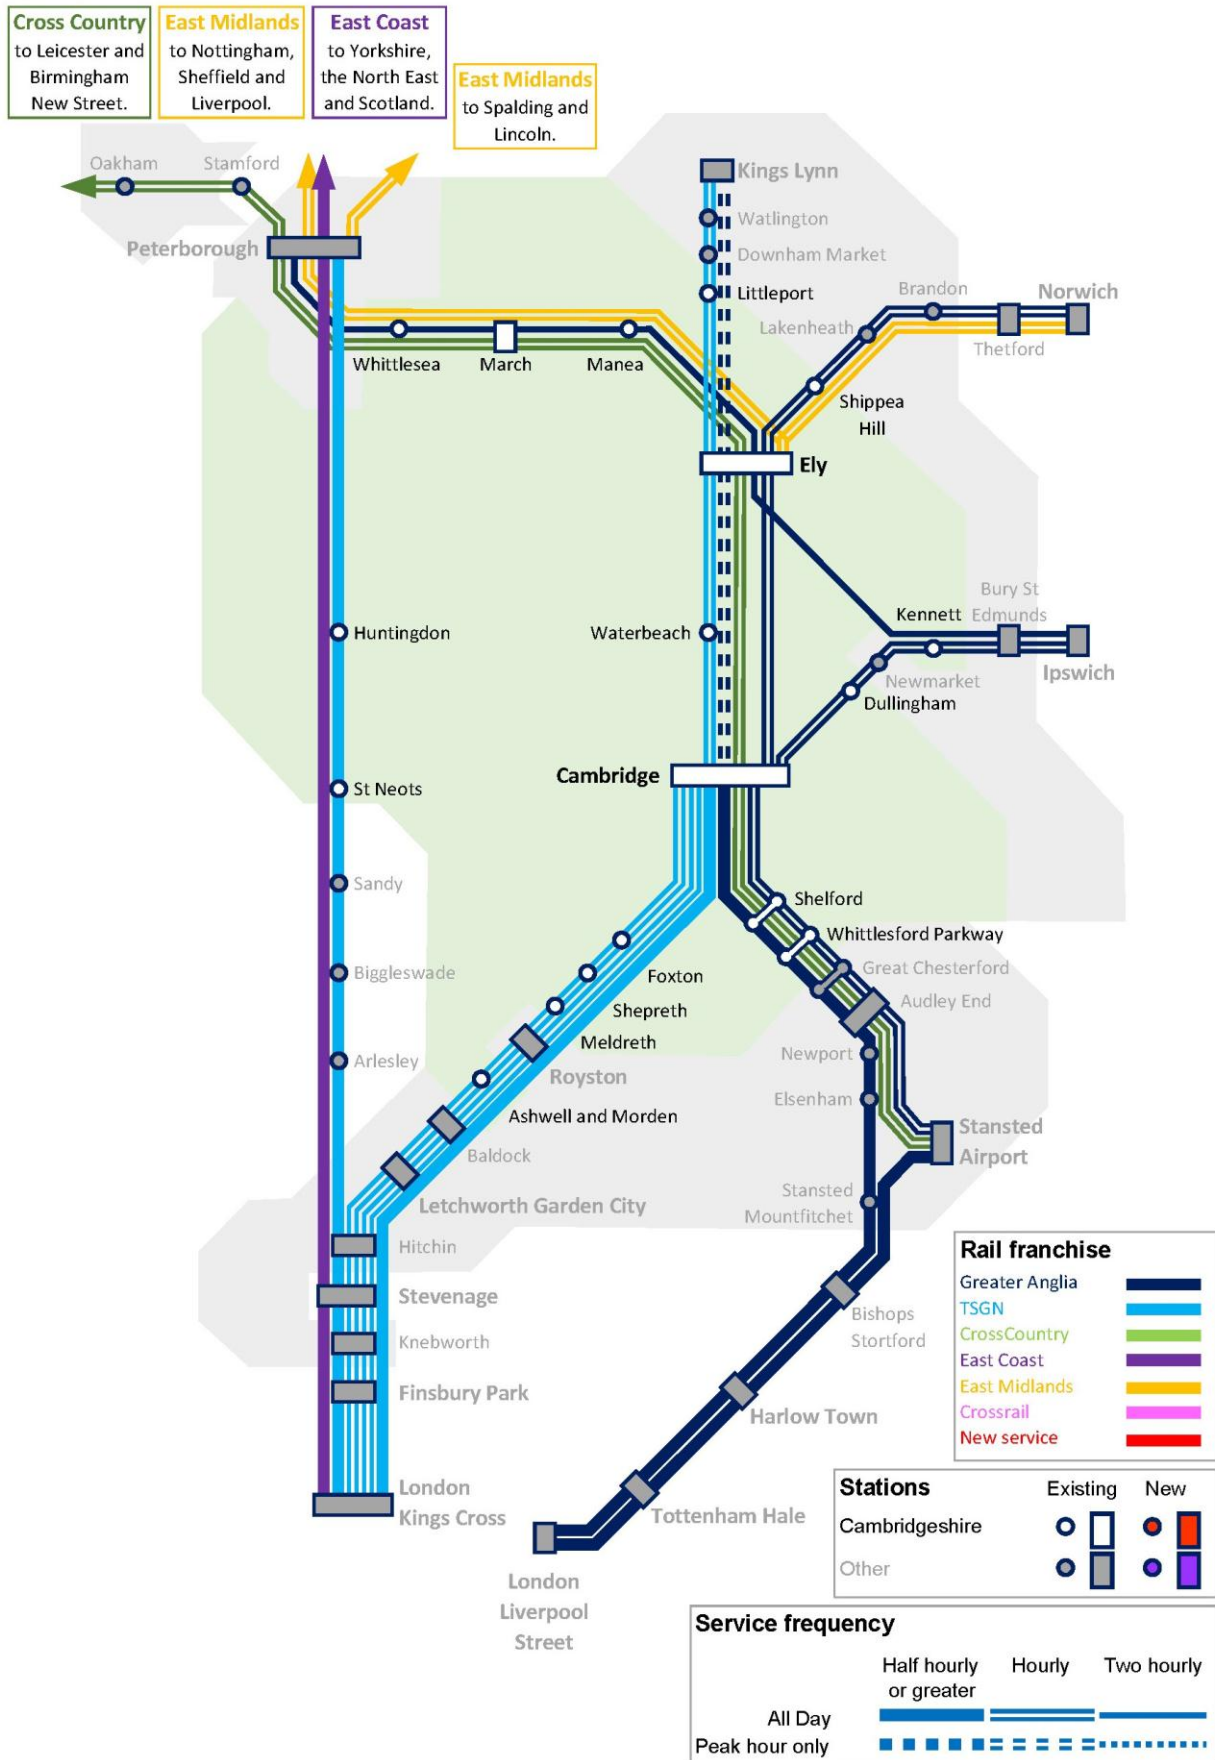 Cross Country
to Leicester and
Birmingham
New Street.
East Midlands
to Nottingham,
Sheffield and
Liverpool.
East Coast
to Yorkshire,
the North East
and Scotland.
East Midlands
to Spalding and
Lincoln.
Oakham
Stamford
Kings Lynn
Peterborough
Watlington
Downham Market
Littleport
Brandon
Norwich
Lakenheath
Thetford
Whittlesea
March
Manea
Shippea
Hill
Ely
Huntingdon
Waterbeach
Kennett
Bury St
Edmunds
Newmarket
Ipswich
Dullingham
Cambridge
St Neots
Sandy
Shelford
Whittlesford Parkway
Biggleswade
Foxton
Great Chesterford
Audley End
Shepreth
Meldreth
Newport
Arlesley
Royston
Elsenham
Ashwell and Morden
Stansted
Airport
Baldock
Stansted
Mountfitchet
Letchworth Garden City
Hitchin
Stevenage
Bishops
Stortford
Knebworth
Finsbury Park
Harlow Town
London
Kings Cross
Tottenham Hale
London
Liverpool
Street
Rail franchise
Greater Anglia
TSGN
CrossCountry
East Coast
East Midlands
Crossrail
New service
Stations Existing New
Cambridgeshire
Other
Service frequency
Half hourly
or greater
Hourly
Two hourly
All Day
Peak hour only